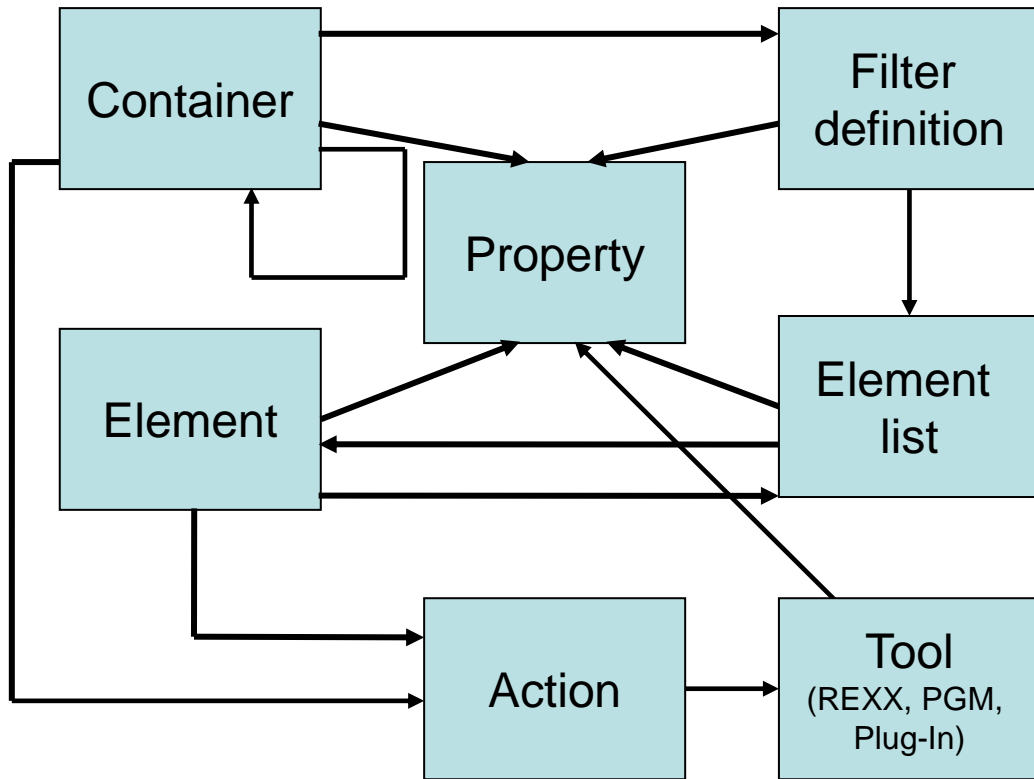 Container
Filter
definition
Property
Element
Element
list
Action
Tool
(REXX, PGM,
Plug-In)